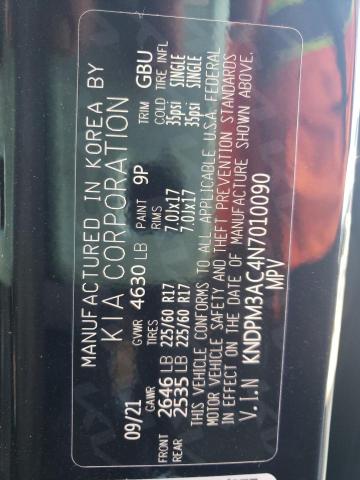 MANUFACTURED IN KOREA BY
KIA CORPORATION
09/21 GVWR 4630 LB PAINT 9P TRIM GBU
GAWR TIRES RIMS COLD TIRE INFL
FRONT 2646 LB 225/60 R17 7.0Jx17 35psi SINGLE
REAR 2535 LB 225/60 R17 7.0Jx17 35psi SINGLE
THIS VEHICLE CONFORMS TO ALL APPLICABLE U.S.A. FEDERAL
MOTOR VEHICLE SAFETY AND THEFT PREVENTION STANDARDS
IN EFFECT ON THE DATE OF MANUFACTURE SHOWN ABOVE.
V.I.N KNDPM3AC4N7010090
MPV